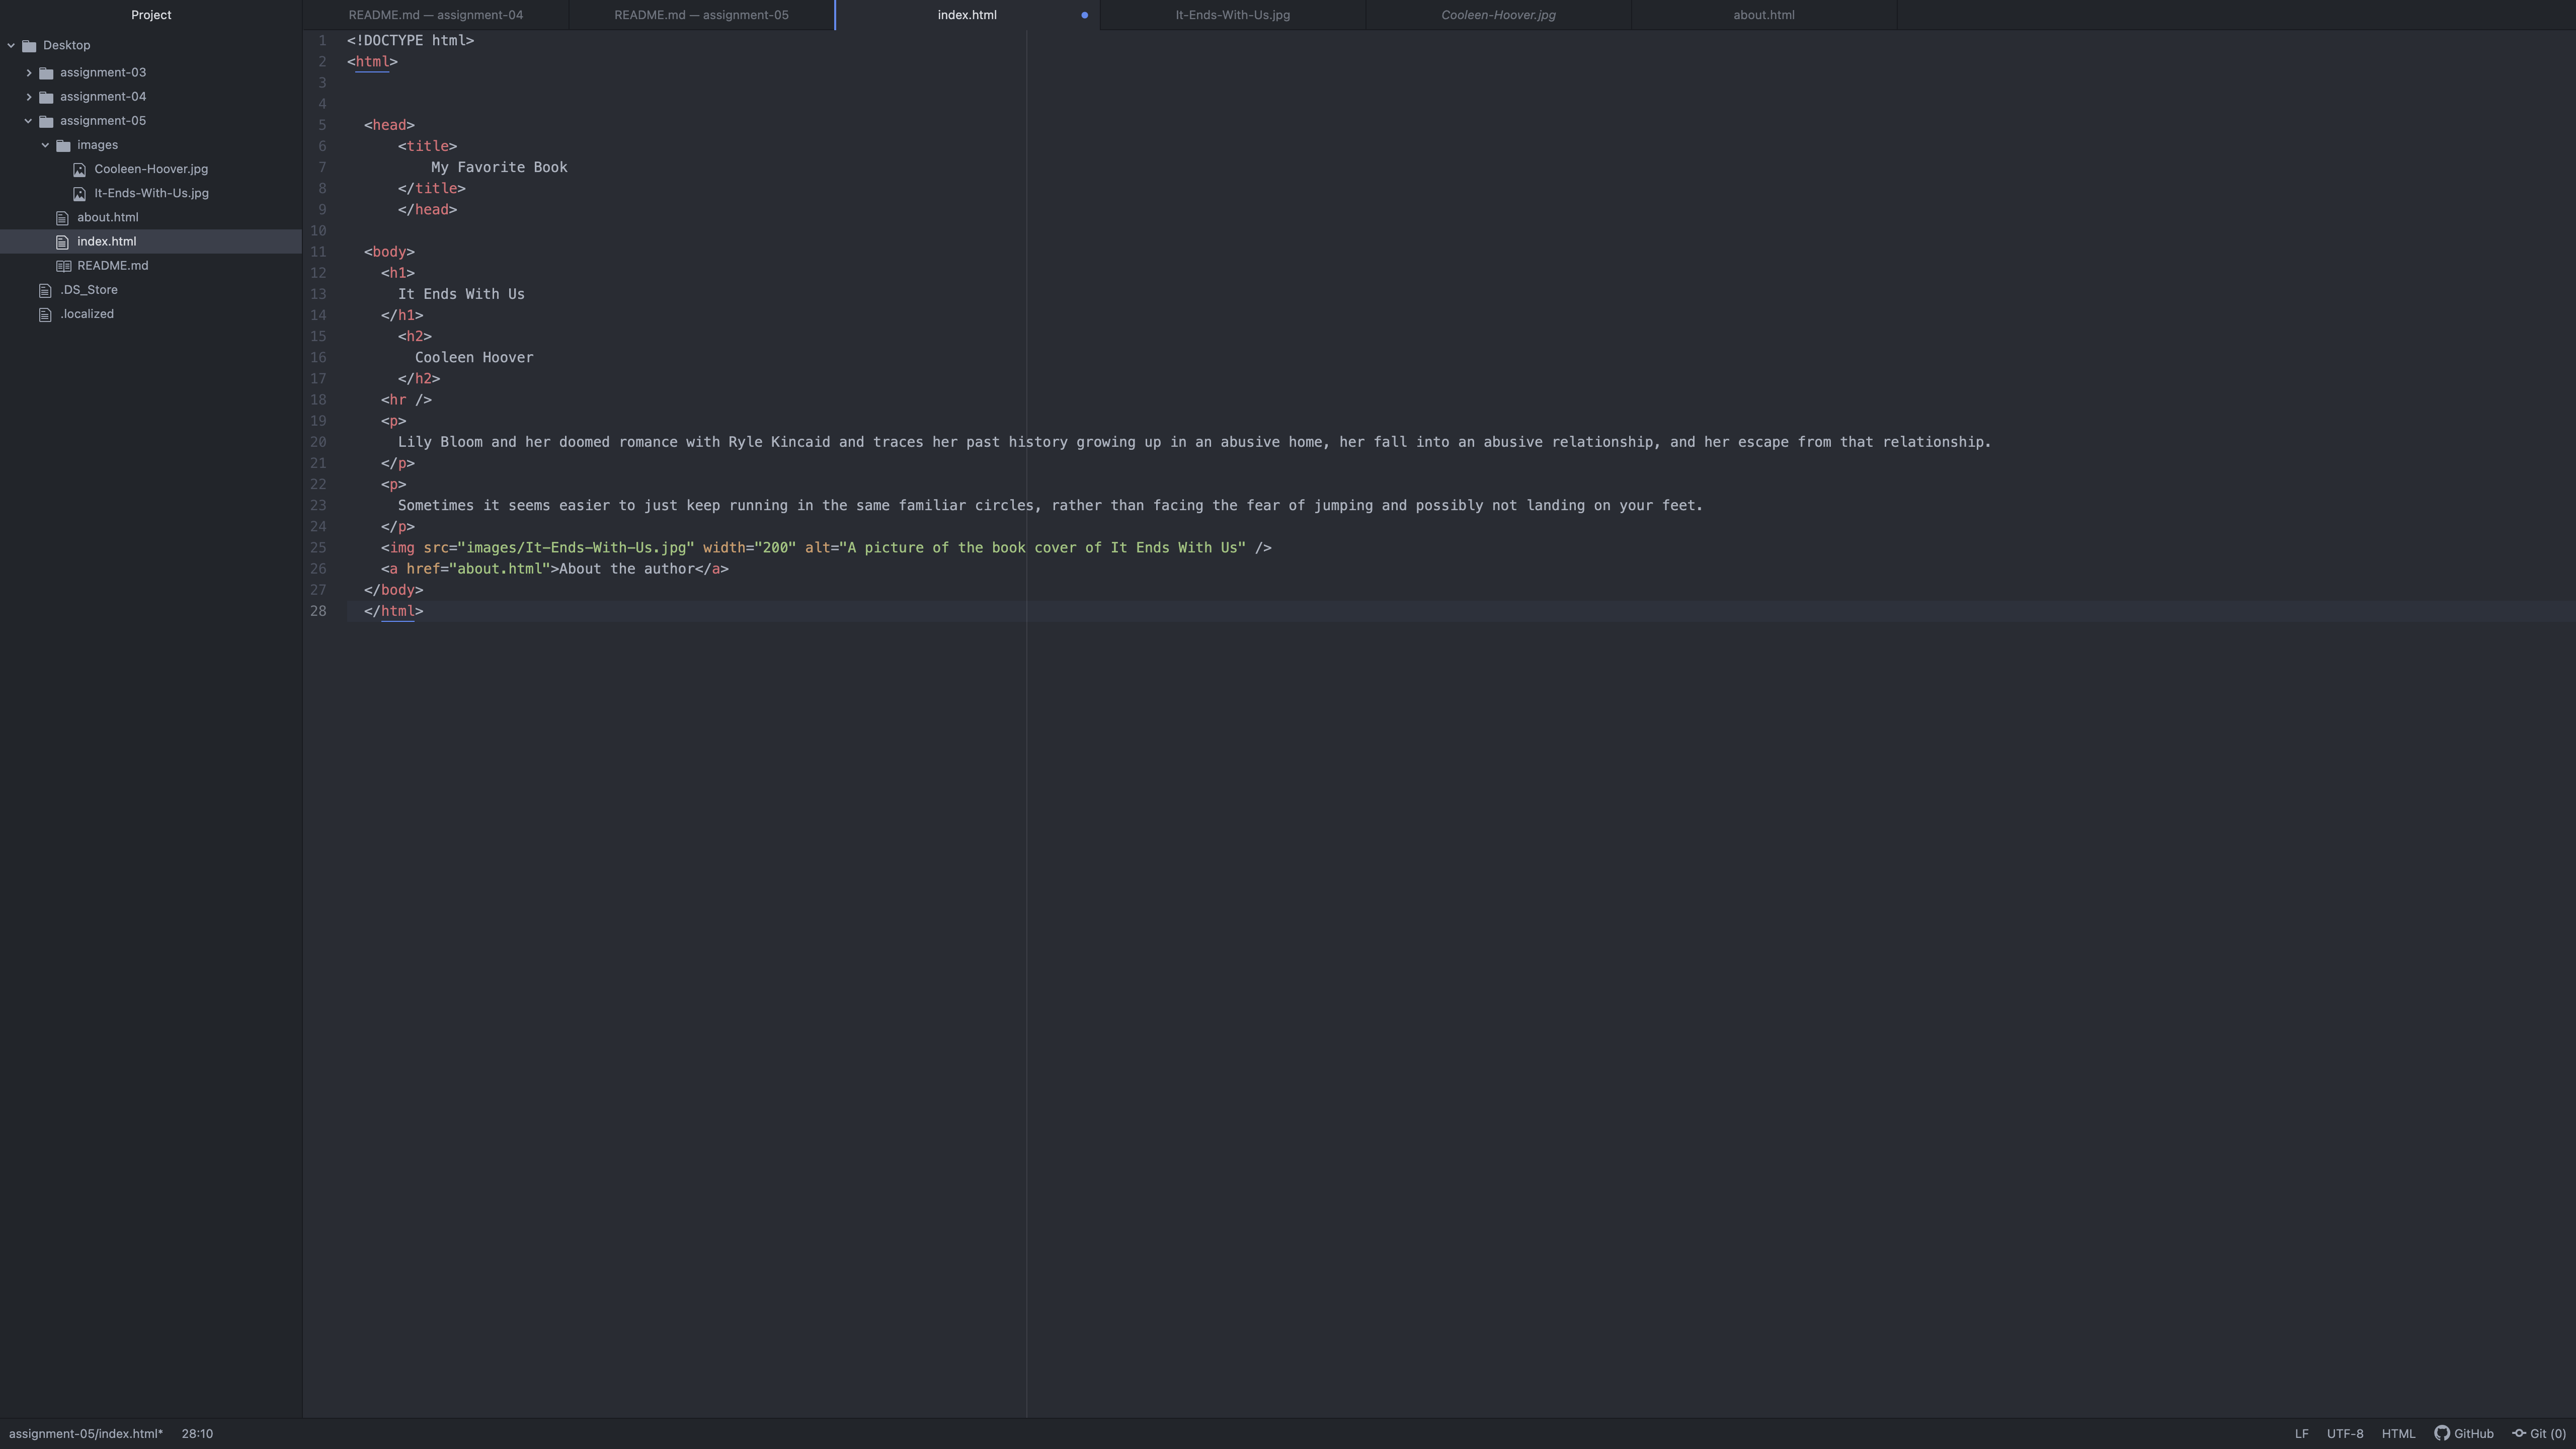 Project
Desktop
assignment-03
assignment-04
assignment-05
images
Cooleen-Hoover.jpg
It-Ends-With-Us.jpg
about.html
index.html
README.md
.DS_Store
.localized
README.md — assignment-04
README.md — assignment-05
index.html
It-Ends-With-Us.jpg
Cooleen-Hoover.jpg
about.html
1 <!DOCTYPE html>
2 <html>
3
4
5 <head>
6 <title>
7 My Favorite Book
8 </title>
9 </head>
10
11 <body>
12 <h1>
13 It Ends With Us
14 </h1>
15 <h2>
16 Cooleen Hoover
17 </h2>
18 <hr />
19 <p>
20 Lily Bloom and her doomed romance with Ryle Kincaid and traces her past history growing up in an abusive home, her fall into an abusive relationship, and her escape from that relationship.
21 </p>
22 <p>
23 Sometimes it seems easier to just keep running in the same familiar circles, rather than facing the fear of jumping and possibly not landing on your feet.
24 </p>
25 <img src="images/It-Ends-With-Us.jpg" width="200" alt="A picture of the book cover of It Ends With Us" />
26 <a href="about.html">About the author</a>
27 </body>
28 </html>
assignment-05/index.html* 28:10
LF UTF-8 HTML GitHub Git (0)